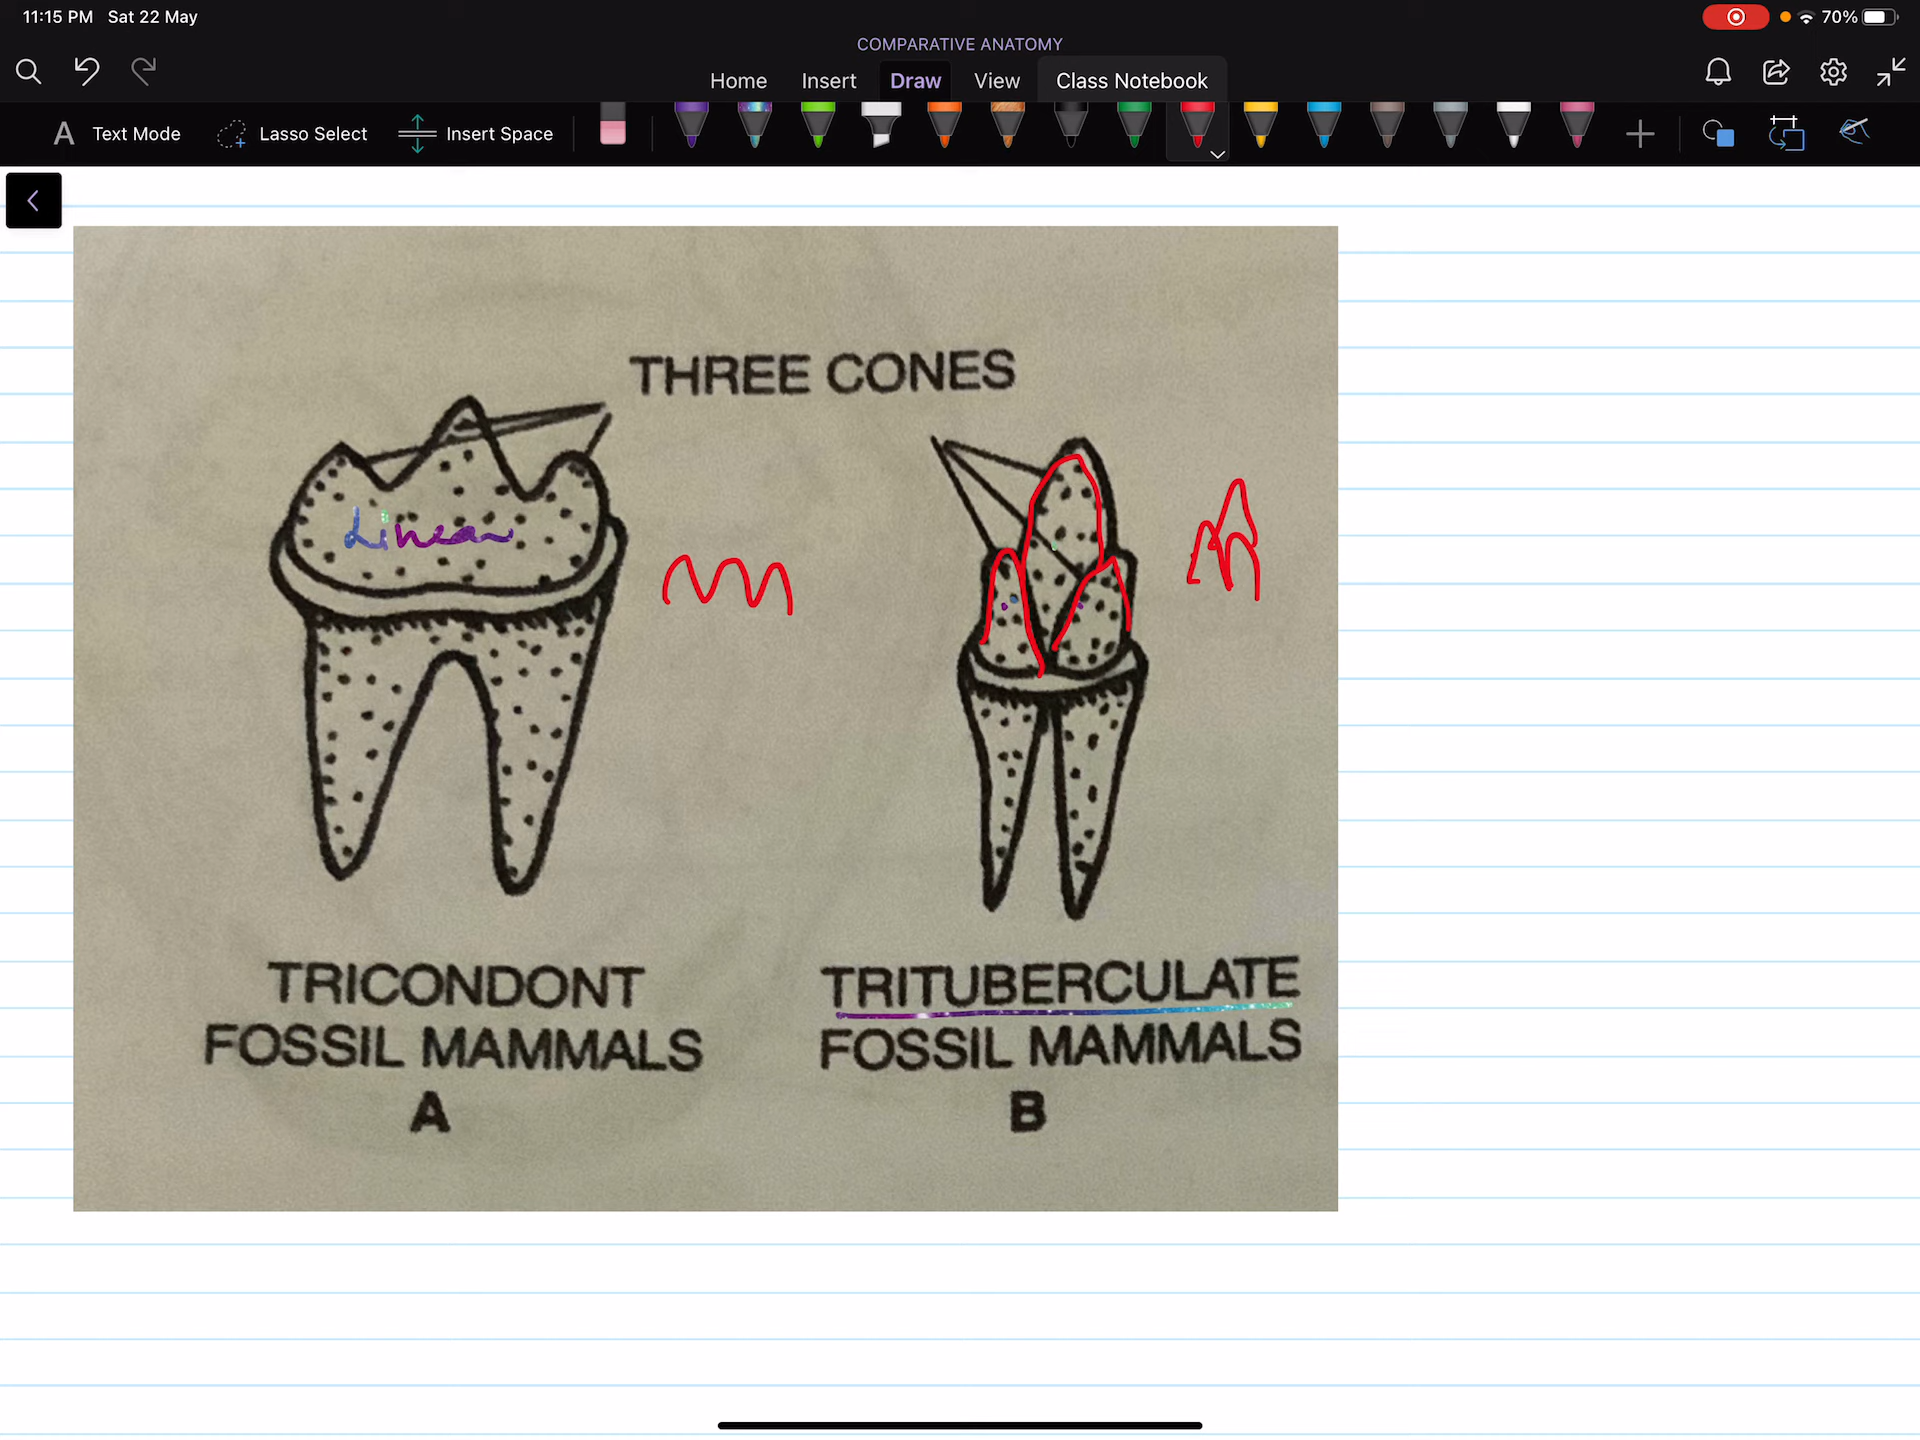 11:15 PM Sat 22 May
70%
COMPARATIVE ANATOMY
Home Insert Draw View Class Notebook
A Text Mode Lasso Select Insert Space
THREE CONES
Linear
TRICONDONT
FOSSIL MAMMALS
A
TRITUBERCULATE
FOSSIL MAMMALS
B